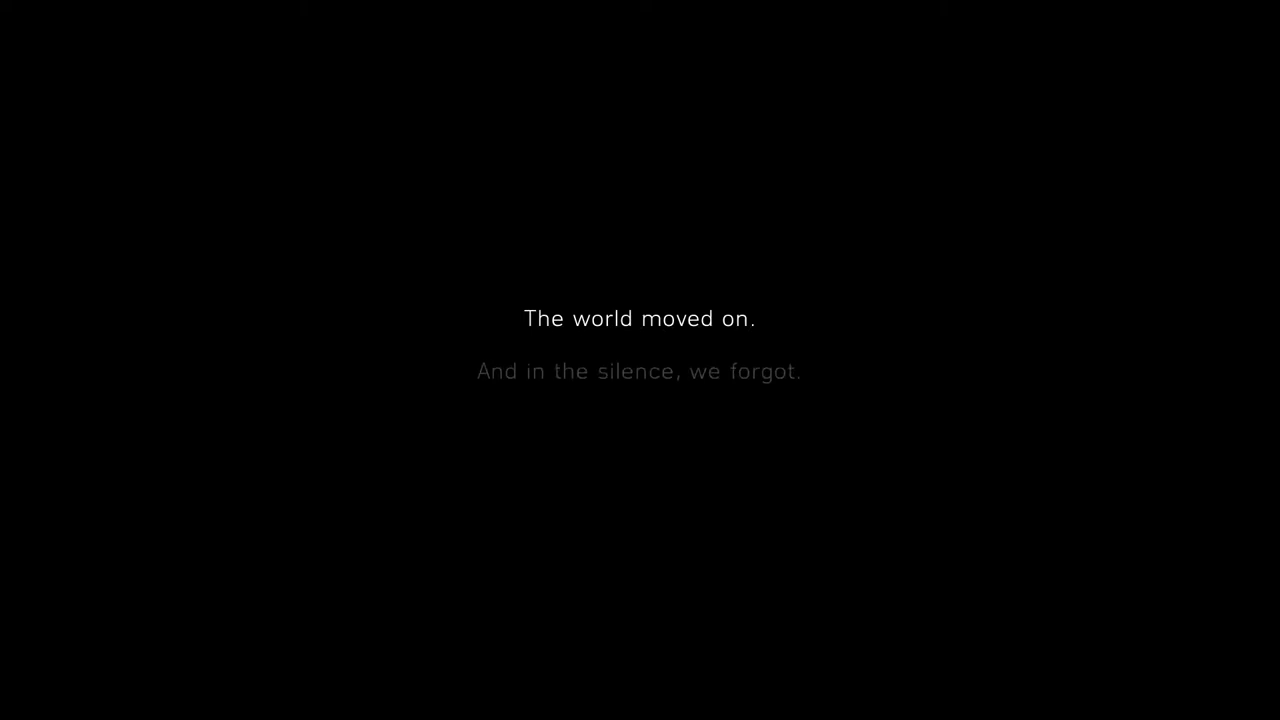 The world moved on.
And in the silence, we forgot.